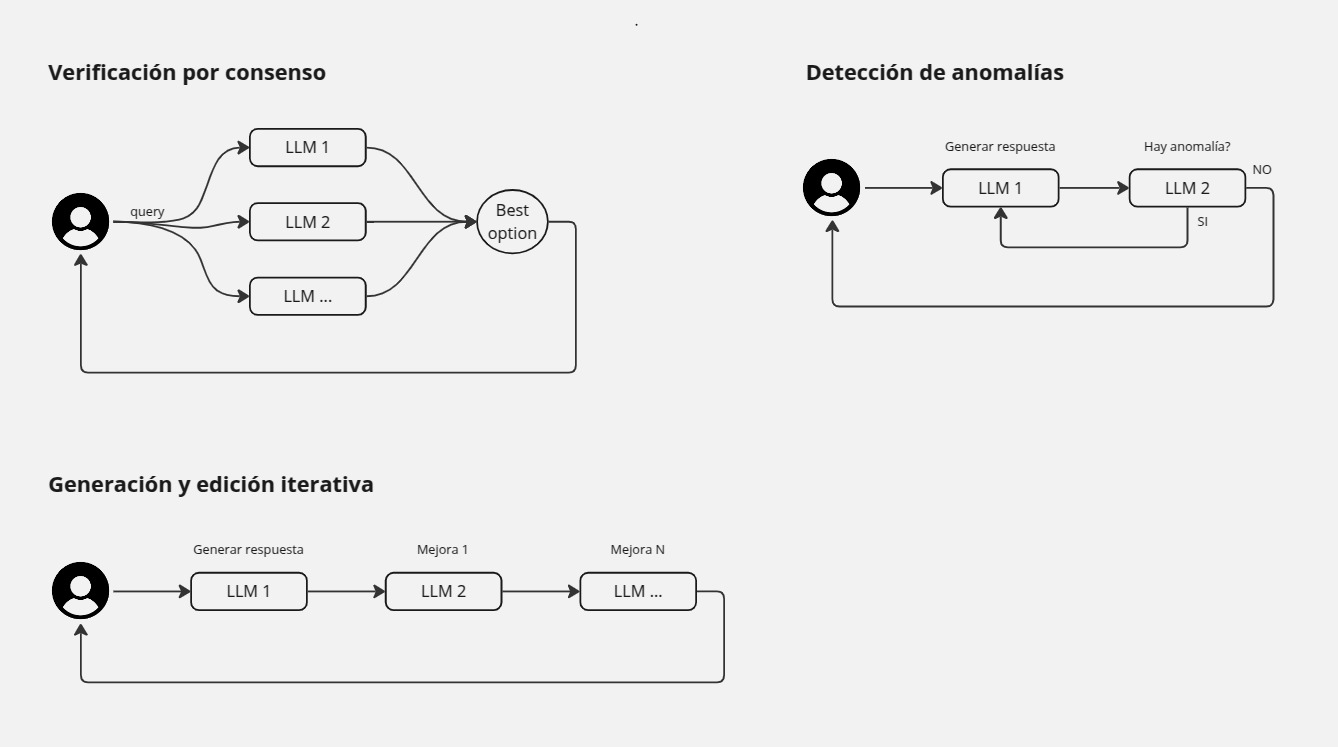 Verificación por consenso
query
LLM 1
LLM 2
LLM ...
Best
option
Detección de anomalías
Generar respuesta
LLM 1
Hay anomalía?
LLM 2
NO
SI
Generación y edición iterativa
Generar respuesta
LLM 1
Mejora 1
LLM 2
Mejora N
LLM ...